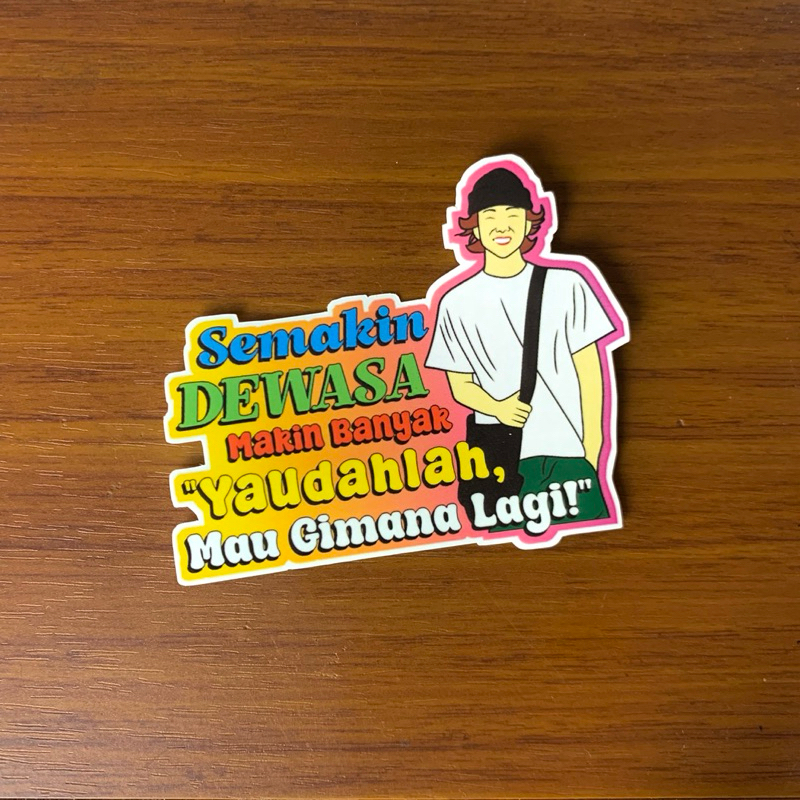 Semakin
DEWASA
Makin Banyak
"Yaudahlah,
Mau Gimana Lagi!"